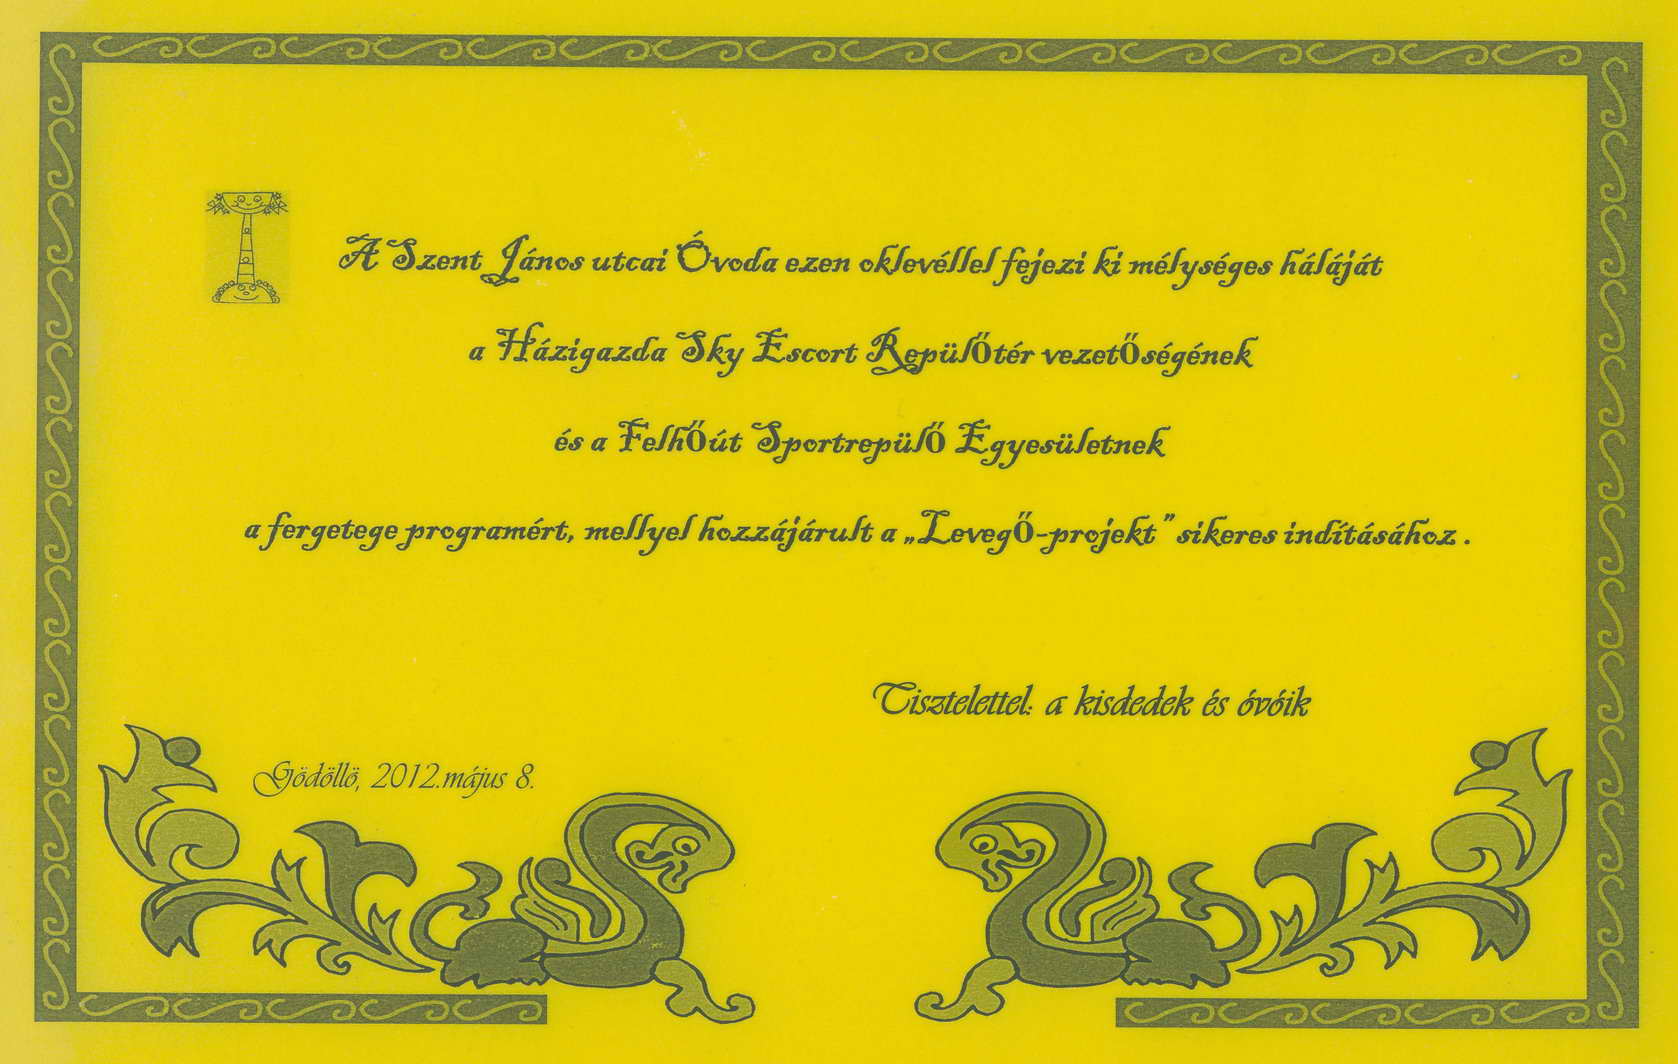 A Szent János utcai Óvoda ezen oklevéllel fejezi ki mélységes háláját
a Házigazda Sky Escort Repülőtér vezetőségének
és a Felhőút Sportrepülő Egyesületnek
a fergetege programért, mellyel hozzájárult a „Levegő-projekt” sikeres indításához .
Tisztelettel: a kisdedek és óvóik
Gödöllö, 2012.május 8.